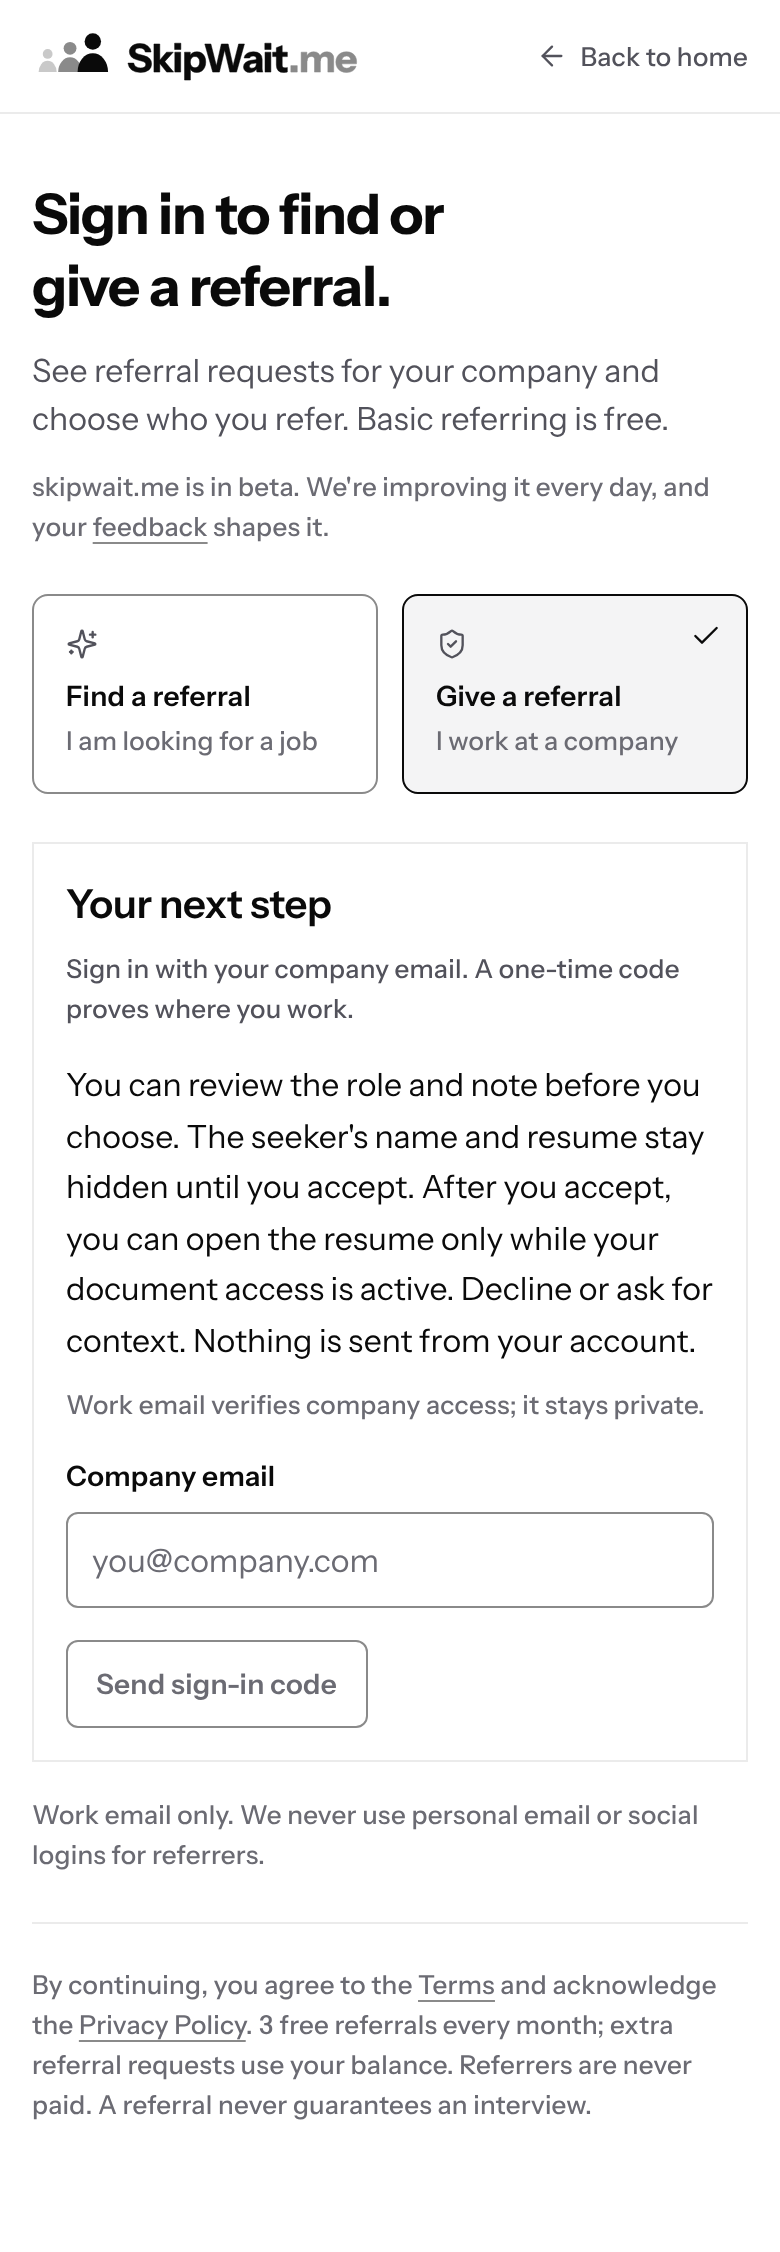 SkipWait.me
Back to home
Sign in to find or
give a referral.
See referral requests for your company and
choose who you refer. Basic referring is free.
skipwait.me is in beta. We're improving it every day, and
your feedback shapes it.
Find a referral
I am looking for a job
Give a referral
I work at a company
Your next step
Sign in with your company email. A one-time code
proves where you work.
You can review the role and note before you
choose. The seeker's name and resume stay
hidden until you accept. After you accept,
you can open the resume only while your
document access is active. Decline or ask for
context. Nothing is sent from your account.
Work email verifies company access; it stays private.
Company email
you@company.com
Send sign-in code
Work email only. We never use personal email or social
logins for referrers.
By continuing, you agree to the Terms and acknowledge
the Privacy Policy. 3 free referrals every month; extra
referral requests use your balance. Referrers are never
paid. A referral never guarantees an interview.